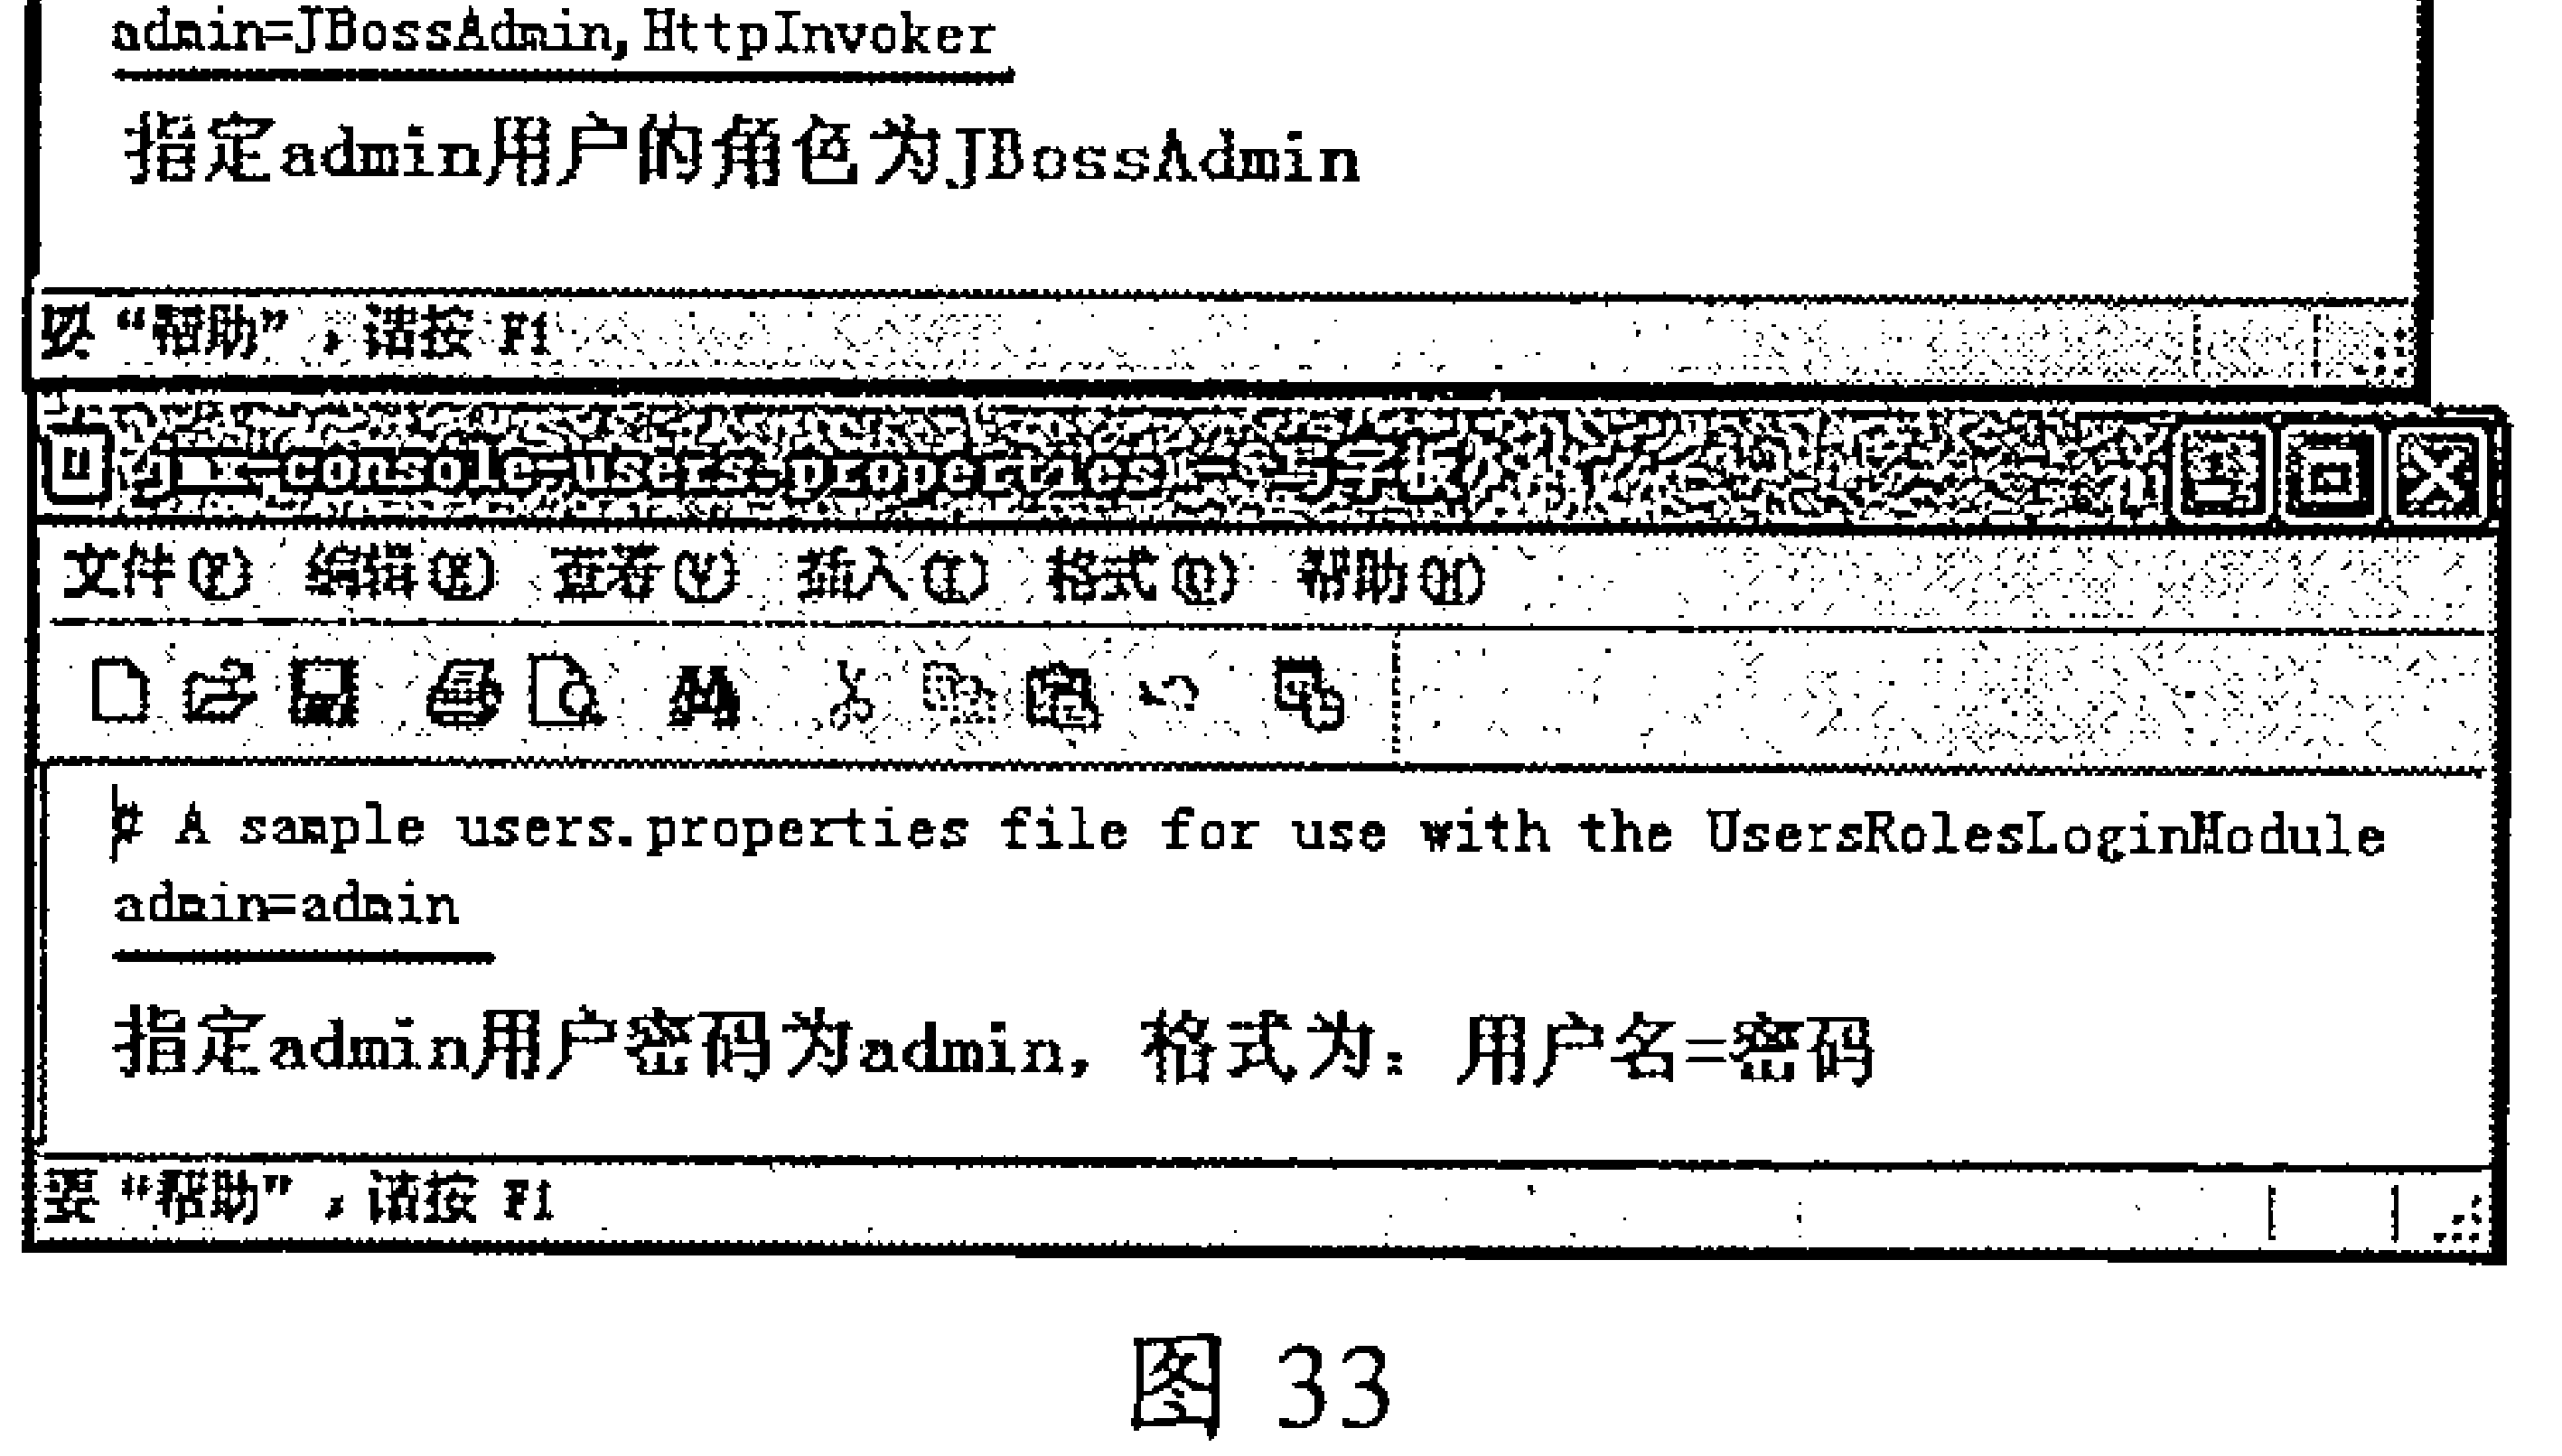 admin=JBossAdmin,HttpInvoker
指定admin用户的角色为JBossAdmin
要“帮助”，请按 F1
jmx-console-users.properties - 写字板
文件(F) 编辑(E) 查看(V) 插入(I) 格式(O) 帮助(H)
# A sample users.properties file for use with the UsersRolesLoginModule
admin=admin
指定admin用户密码为admin，格式为：用户名=密码
要“帮助”，请按 F1
图 33